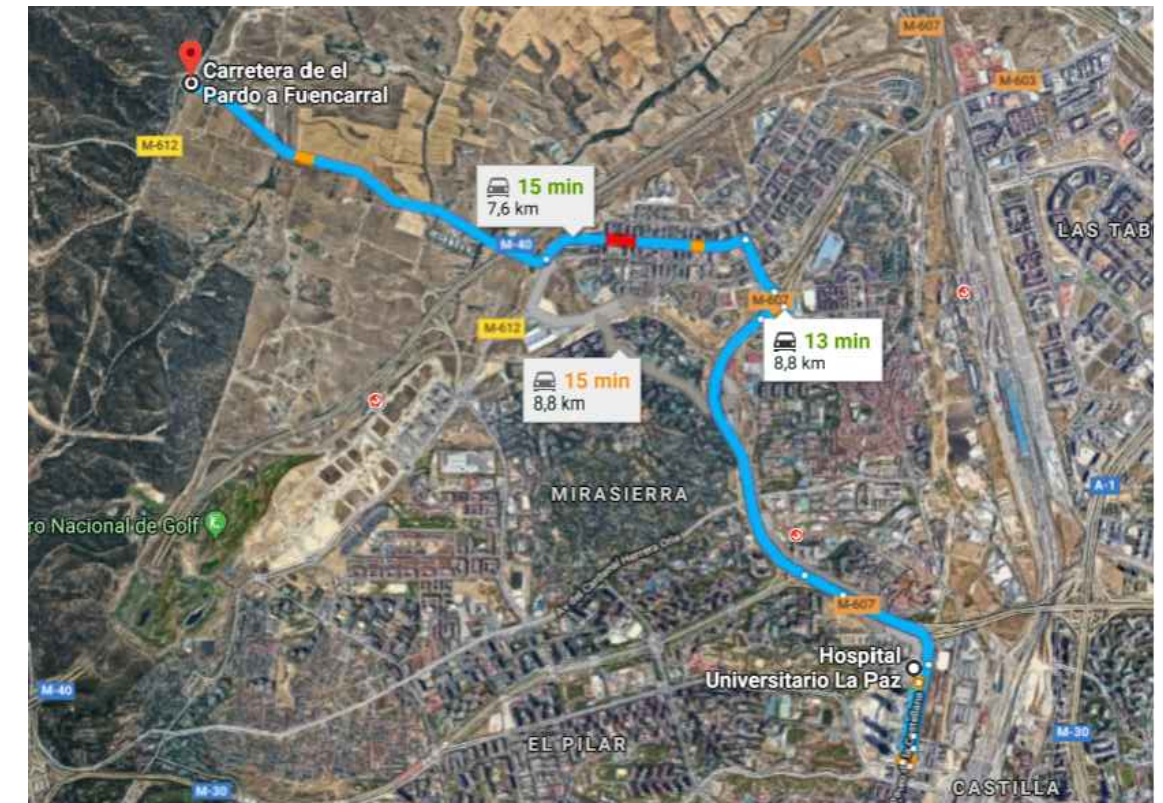 M-607
Carretera de el
Pardo a Fuencarral
M-603
M-612
15 min
7,6 km
LAS TAB
M-40
M-607
M-612
13 min
8,8 km
15 min
8,8 km
MIRASIERRA
A-1
ro Nacional de Golf
M-607
Hospital
Universitario La Paz
M-40
EL PILAR
M-30
M-30
CASTILLA